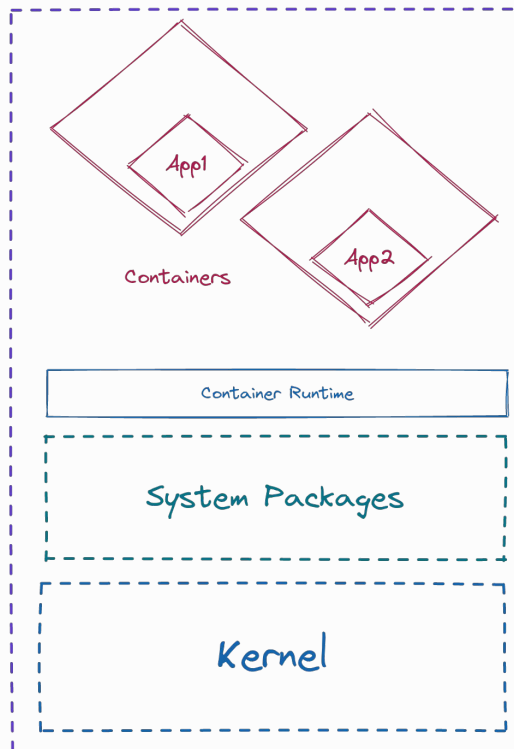 App1
App2
Containers
Container Runtime
System Packages
Kernel